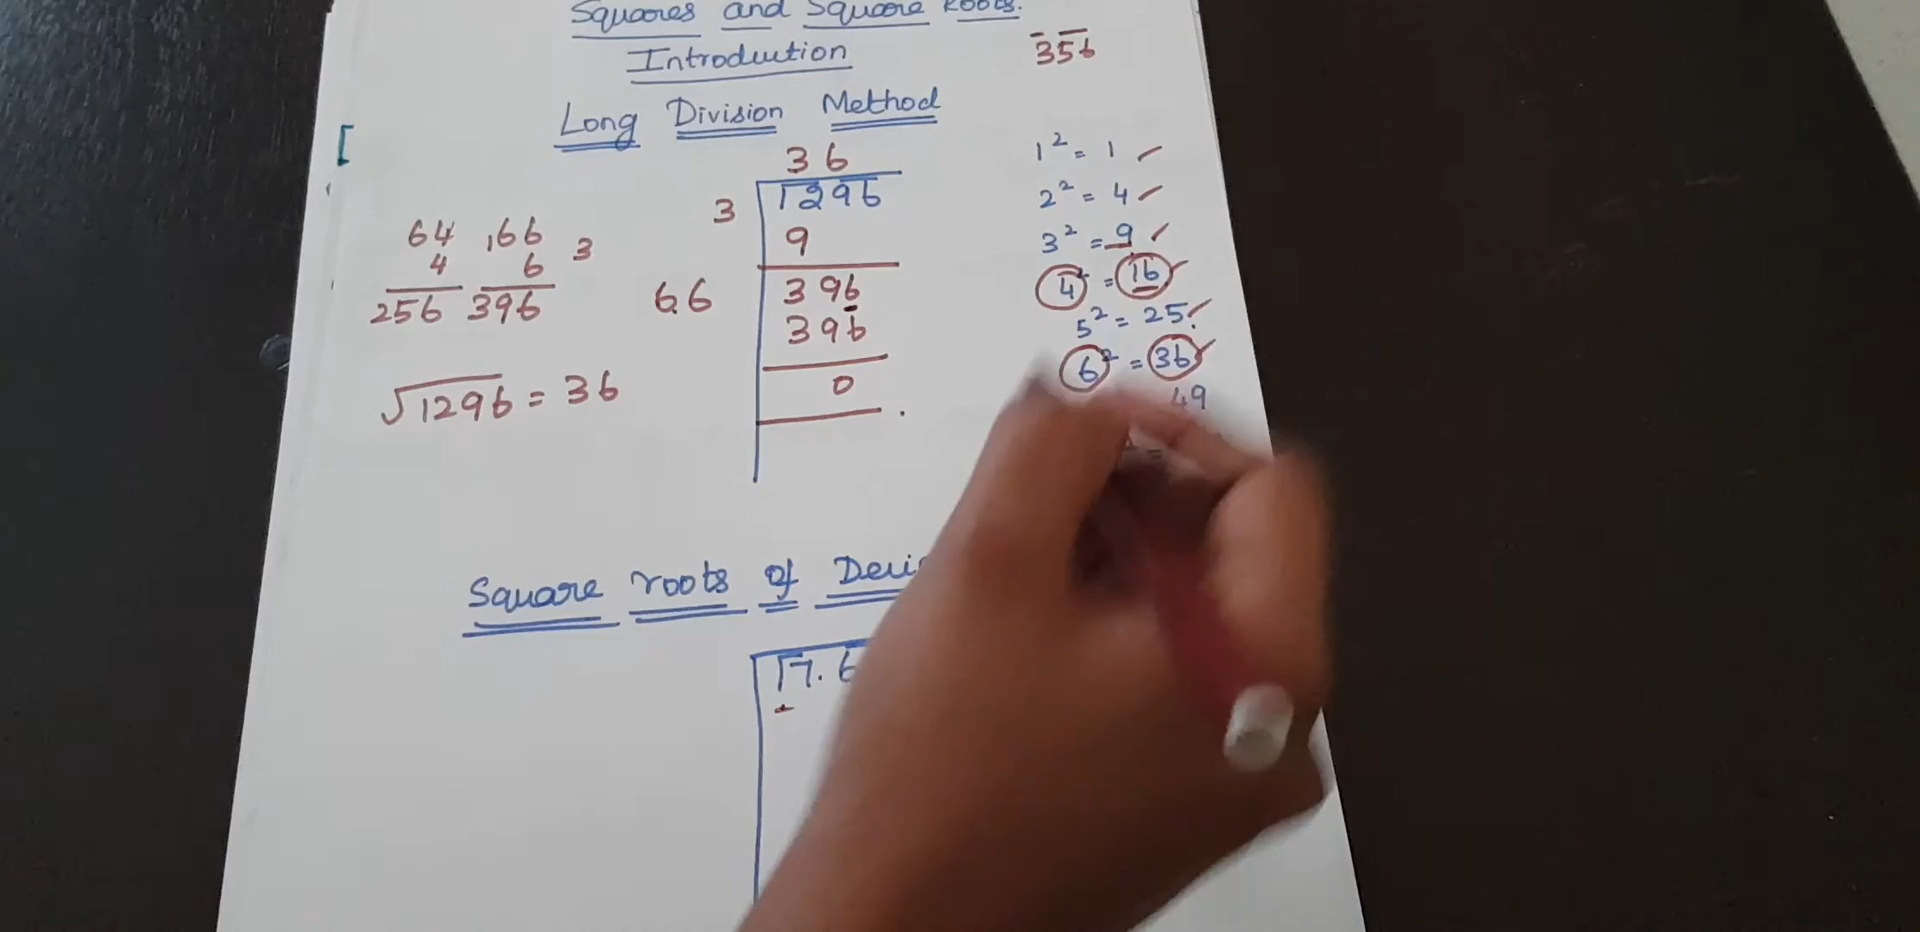 Squares and Square Roots.
Introduction
356
Long Division Method
[
36
3 1296
9
66 396
396
0
64 166 3
4 6
256 396
√1296 = 36
1² = 1 ✓
2² = 4 ✓
3² = 9 ✓
4² = 16 ✓
5² = 25 ✓
6² = 36 ✓
49
=
Square roots of
7.6